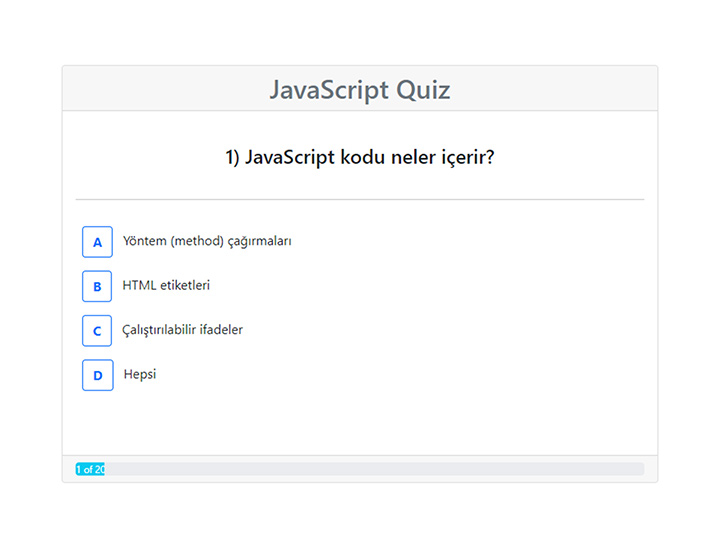 JavaScript Quiz
1) JavaScript kodu neler içerir?
A Yöntem (method) çağırmaları
B HTML etiketleri
C Çalıştırılabilir ifadeler
D Hepsi
1 of 20